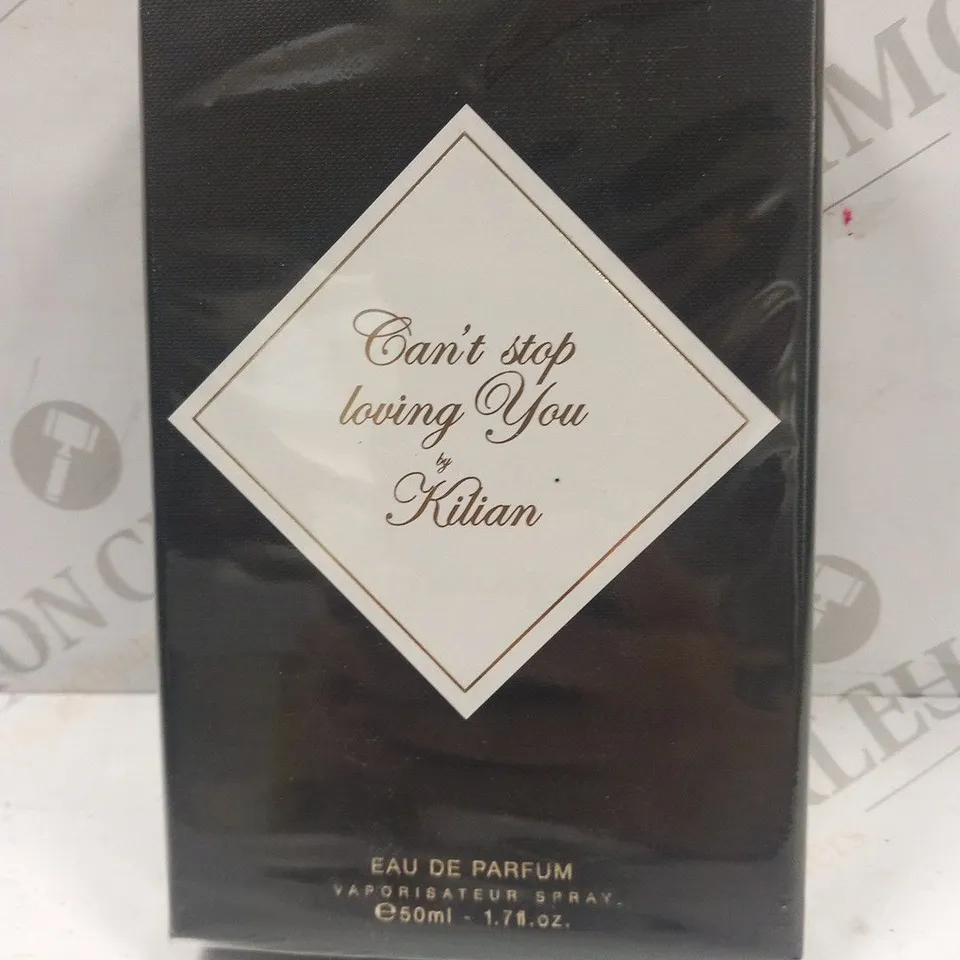 Can't stop
loving You
by
Kilian
EAU DE PARFUM
VAPORISATEUR SPRAY.
℮50ml - 1.7fl.oz.